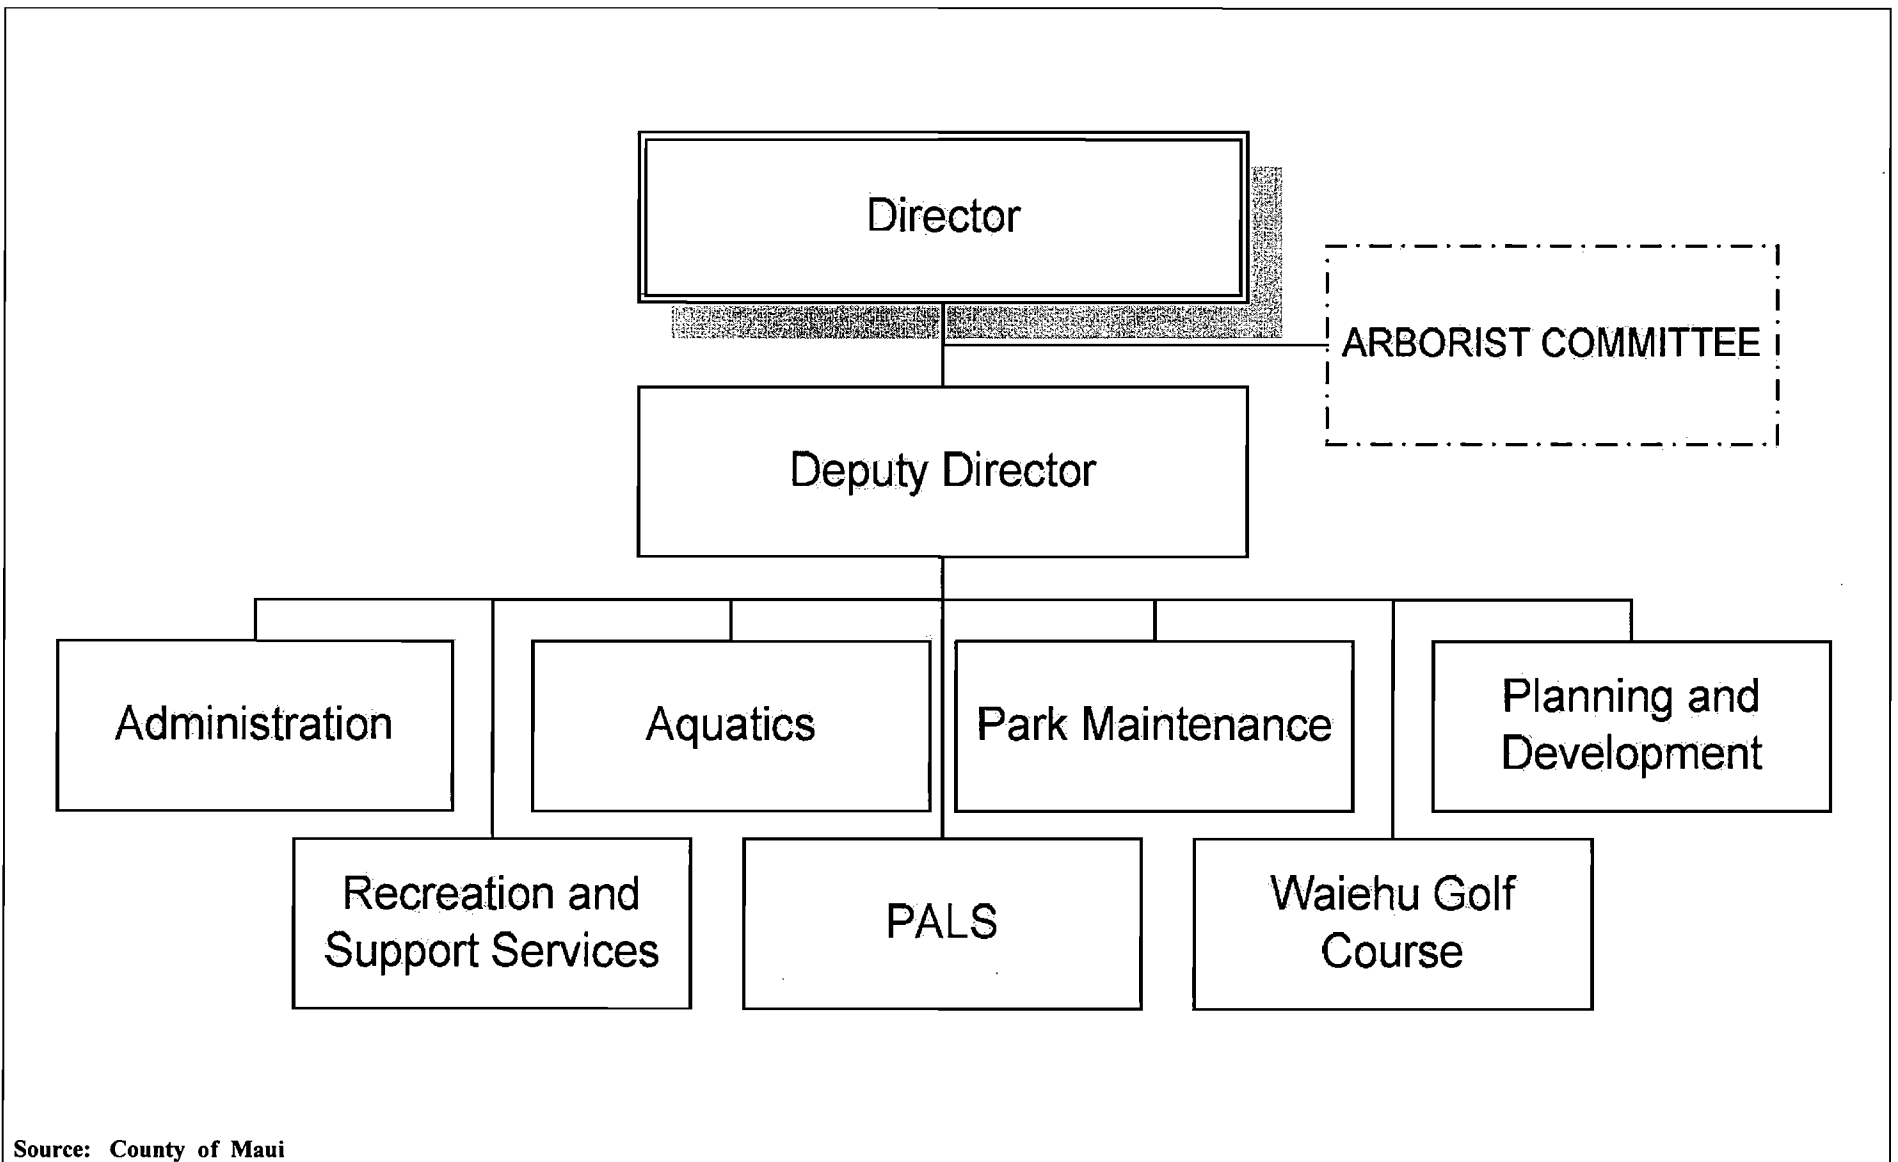 Director
ARBORIST COMMITTEE
Deputy Director
Administration
Aquatics
Park Maintenance
Planning and
Development
Recreation and
Support Services
PALS
Waiehu Golf
Course
Source: County of Maui